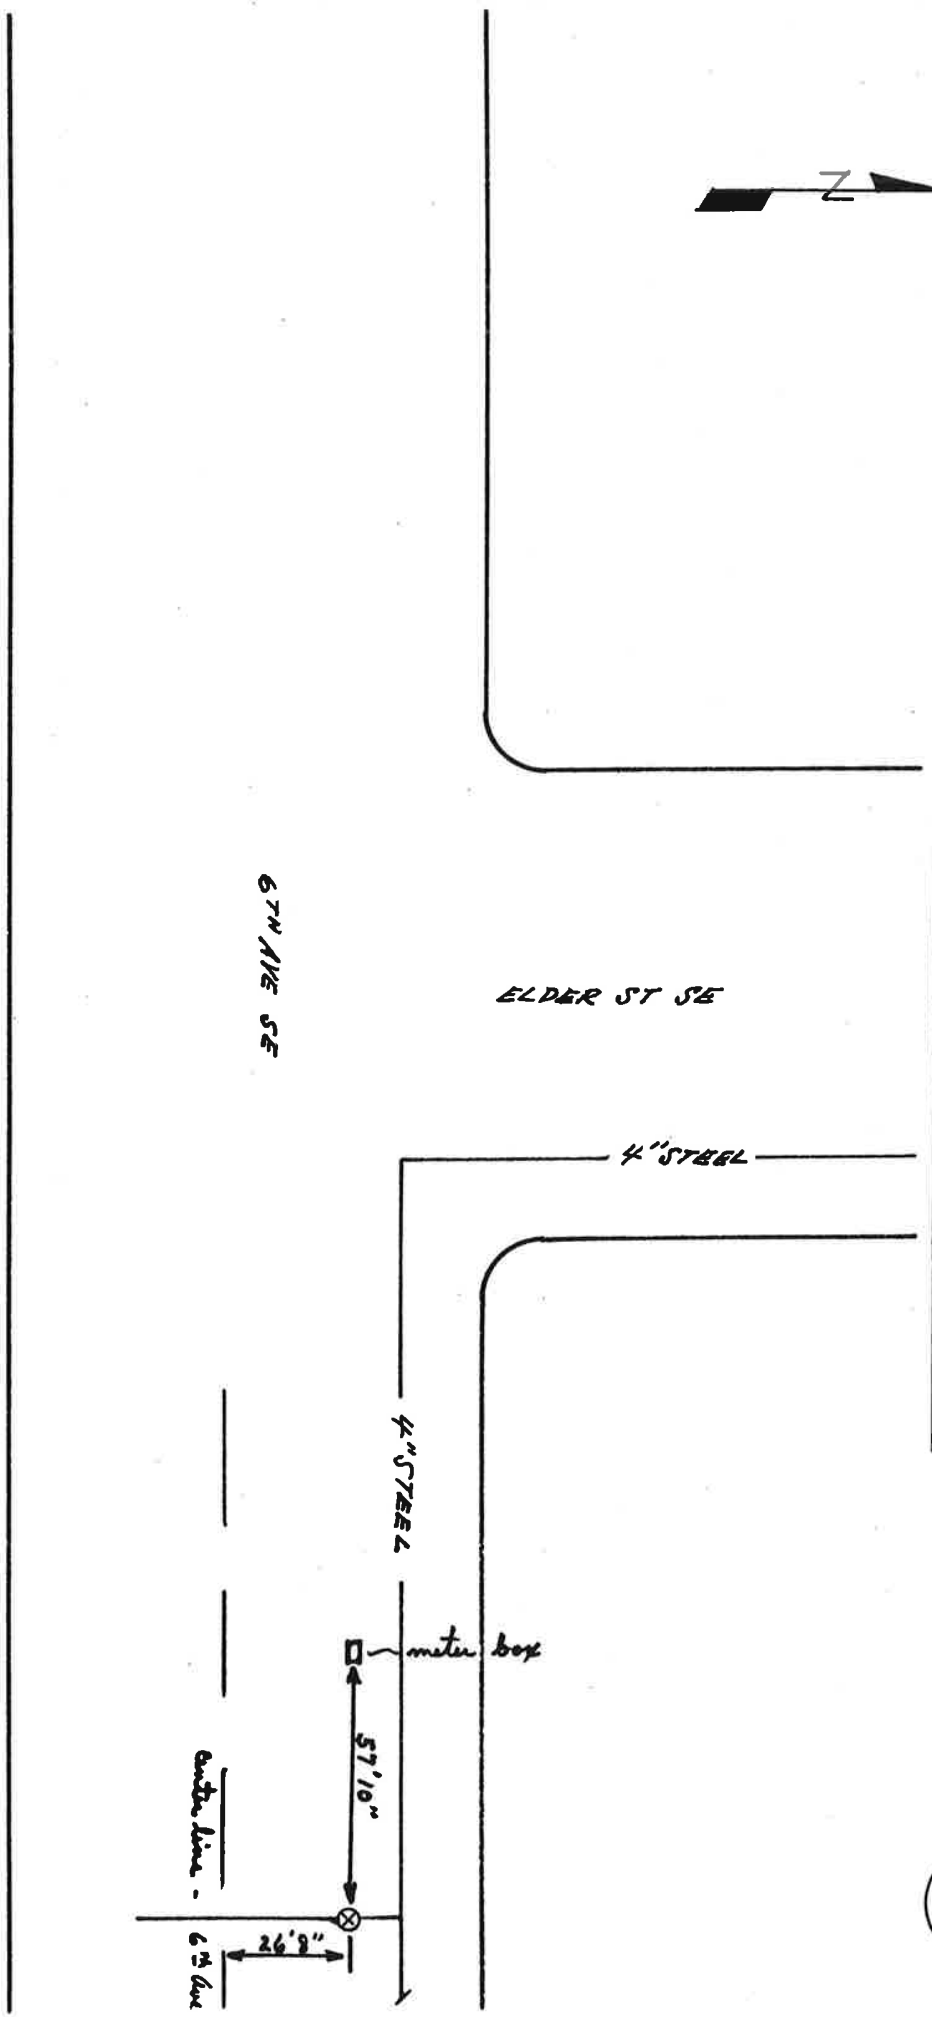 N
6TH AVE SE
ELDER ST SE
4" STEEL
4" STEEL
meter box
57'10"
26'8"
center line - 6th Ave